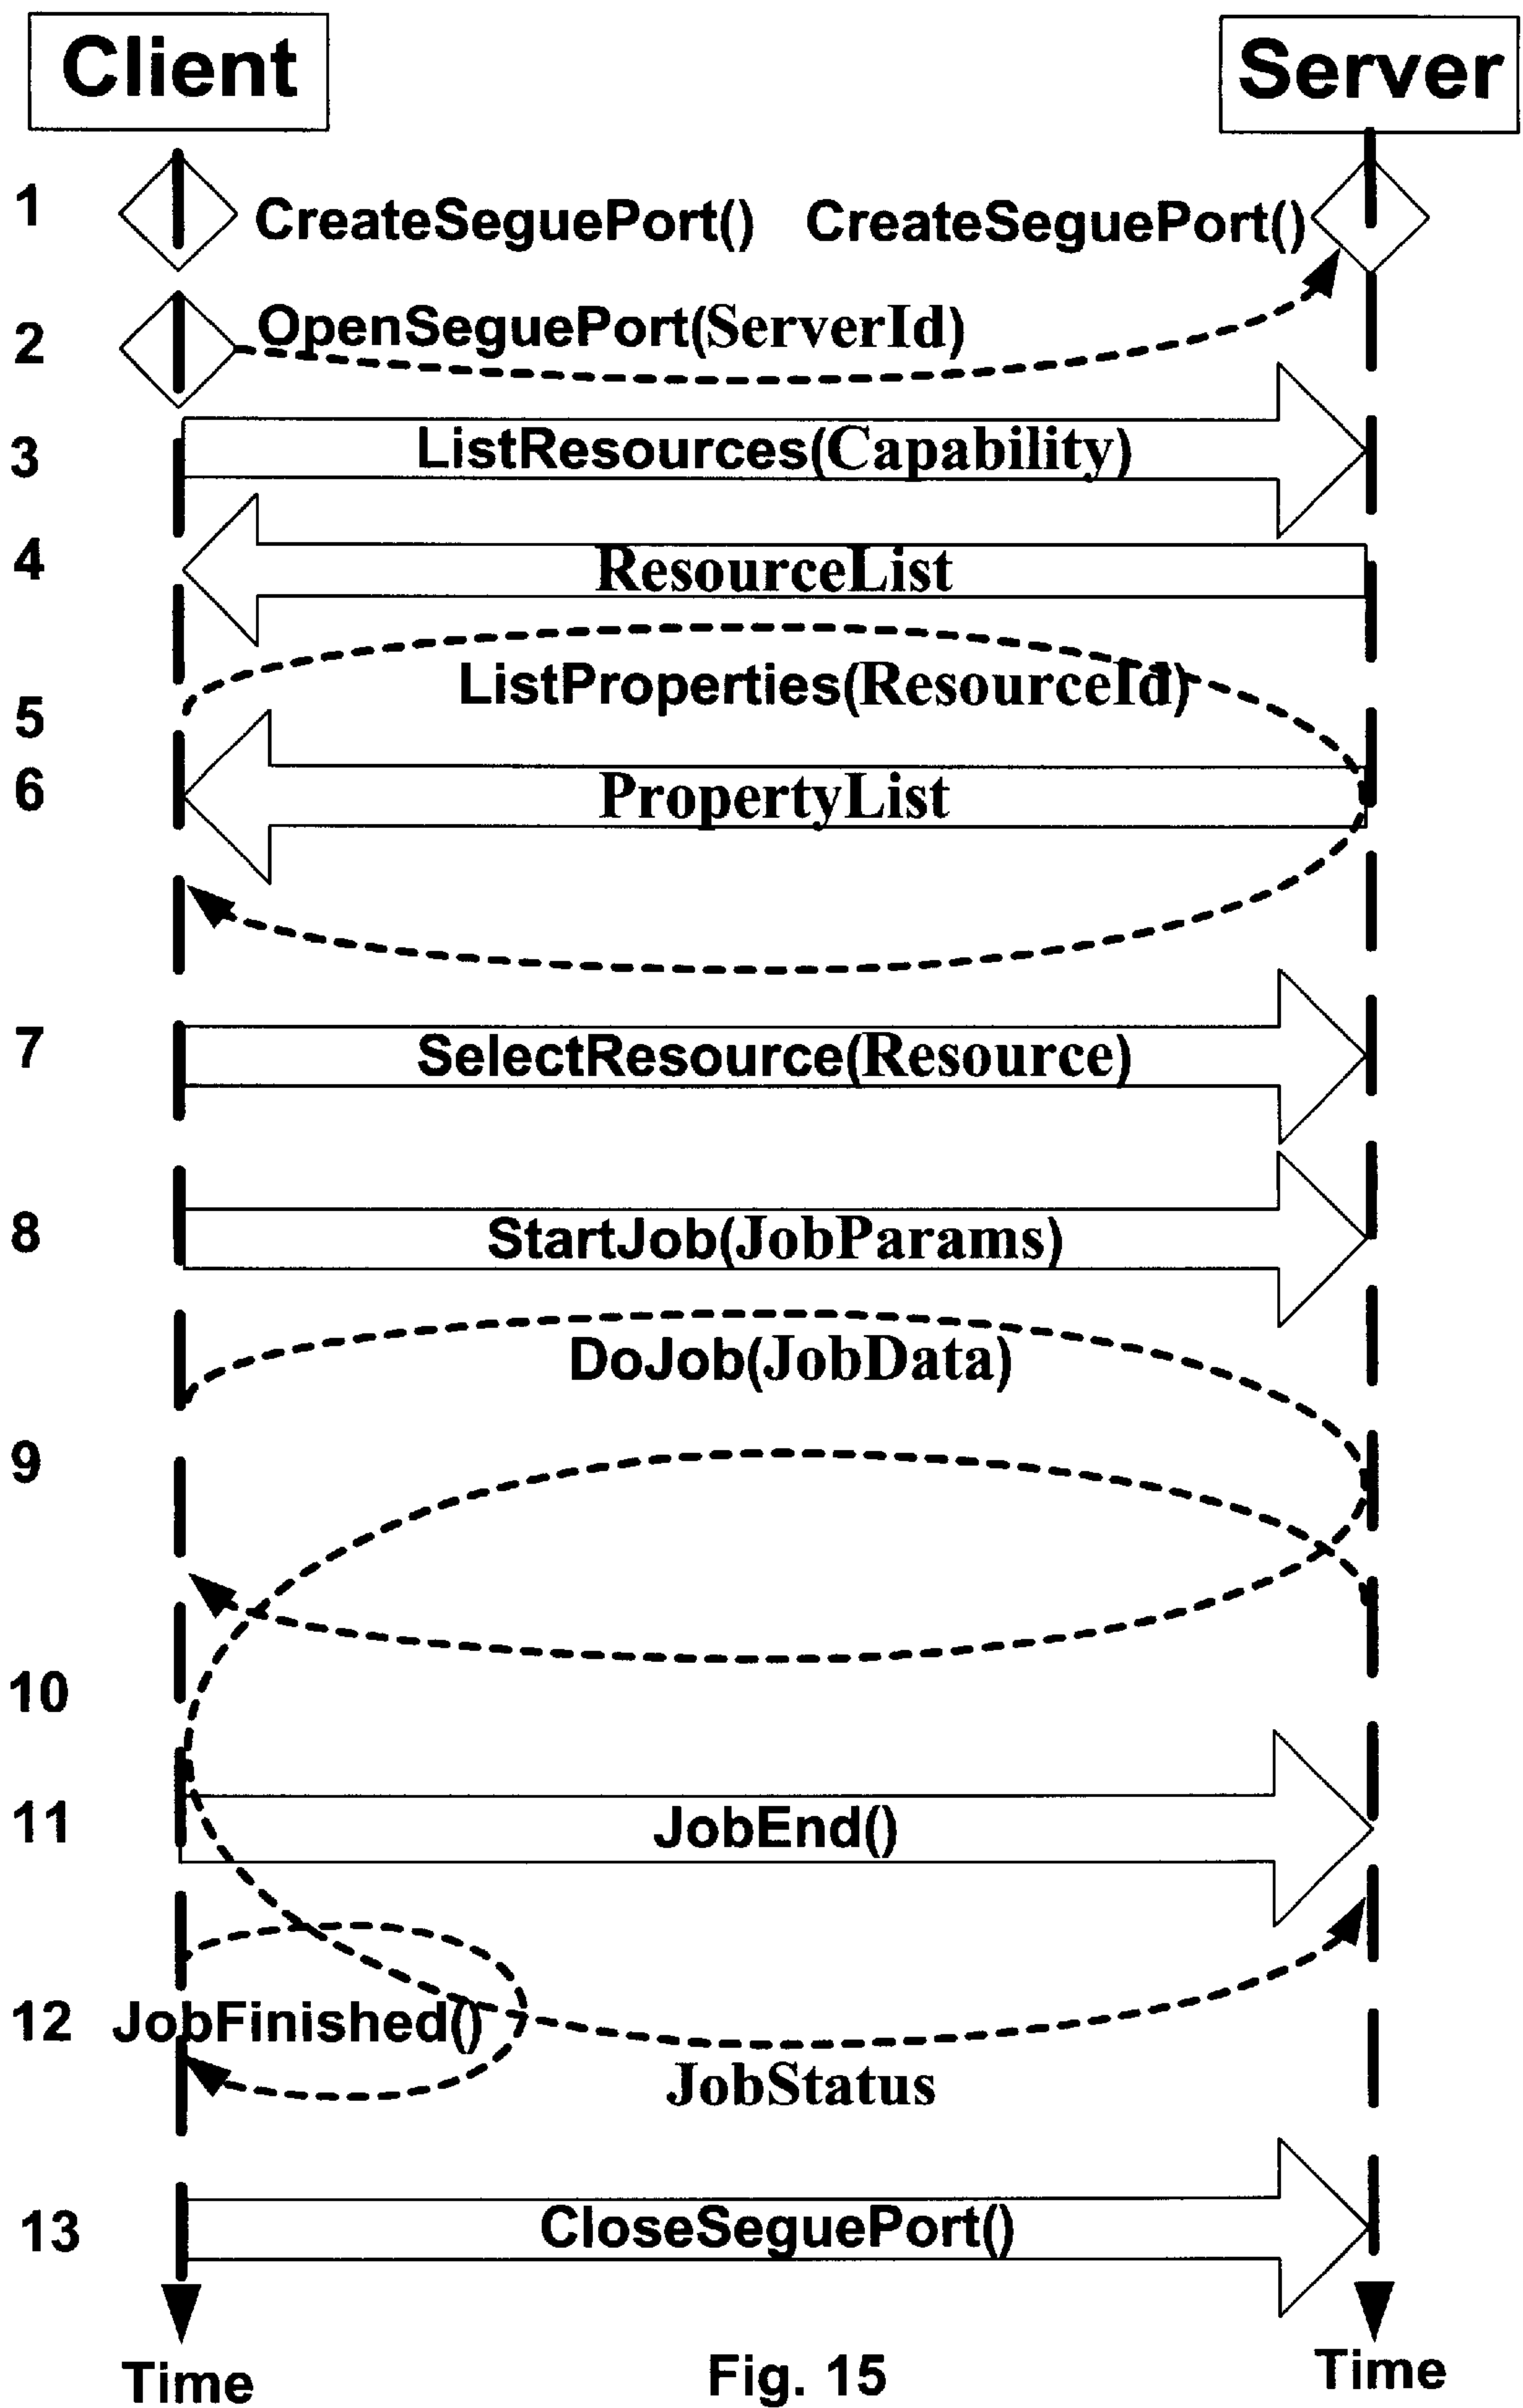 Client Server
1 CreateSeguePort() CreateSeguePort()
2 OpenSeguePort(ServerId)
3 ListResources(Capability)
4 ResourceList
ListProperties(ResourceId)
5
6 PropertyList
7 SelectResource(Resource)
8 StartJob(JobParams)
DoJob(JobData)
9
10
11 JobEnd()
12 JobFinished()
JobStatus
13 CloseSeguePort()
Time Fig. 15 Time